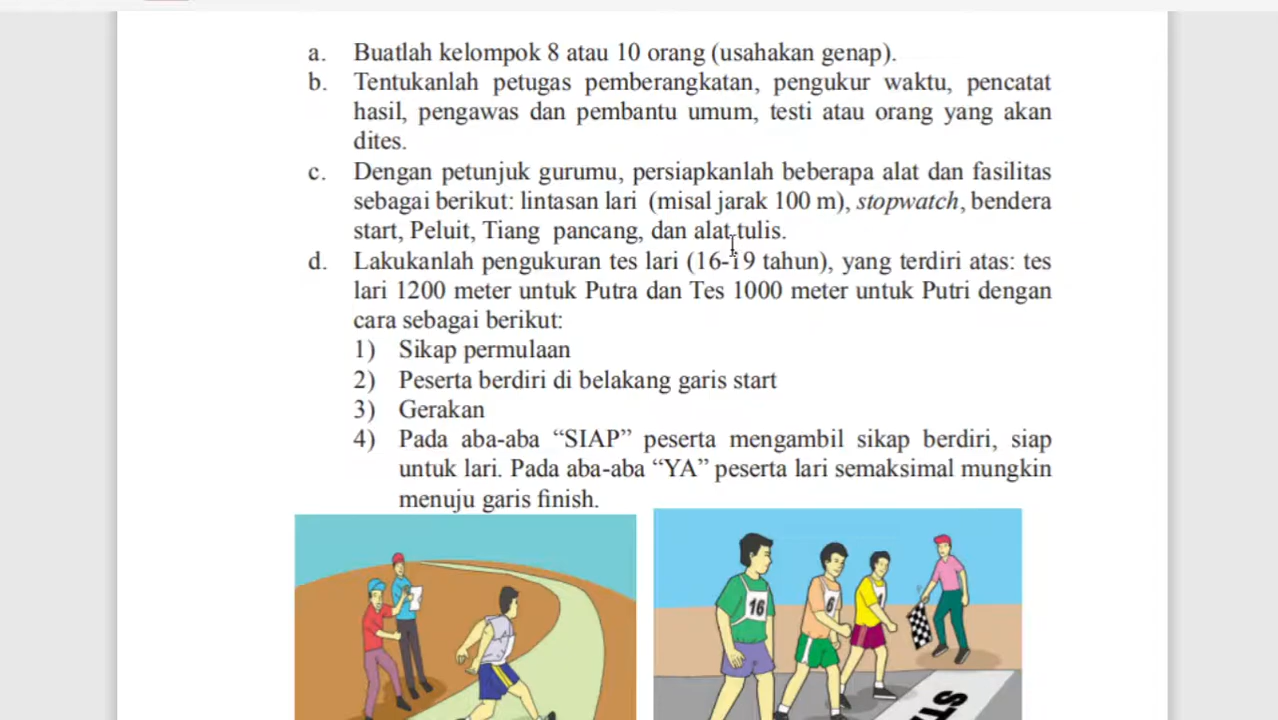 a. Buatlah kelompok 8 atau 10 orang (usahakan genap).
b. Tentukanlah petugas pemberangkatan, pengukur waktu, pencatat
hasil, pengawas dan pembantu umum, testi atau orang yang akan
dites.
c. Dengan petunjuk gurumu, persiapkanlah beberapa alat dan fasilitas
sebagai berikut: lintasan lari (misal jarak 100 m), stopwatch, bendera
start, Peluit, Tiang pancang, dan alat tulis.
d. Lakukanlah pengukuran tes lari (16-19 tahun), yang terdiri atas: tes
lari 1200 meter untuk Putra dan Tes 1000 meter untuk Putri dengan
cara sebagai berikut:
1) Sikap permulaan
2) Peserta berdiri di belakang garis start
3) Gerakan
4) Pada aba-aba “SIAP” peserta mengambil sikap berdiri, siap
untuk lari. Pada aba-aba “YA” peserta lari semaksimal mungkin
menuju garis finish.
16
6